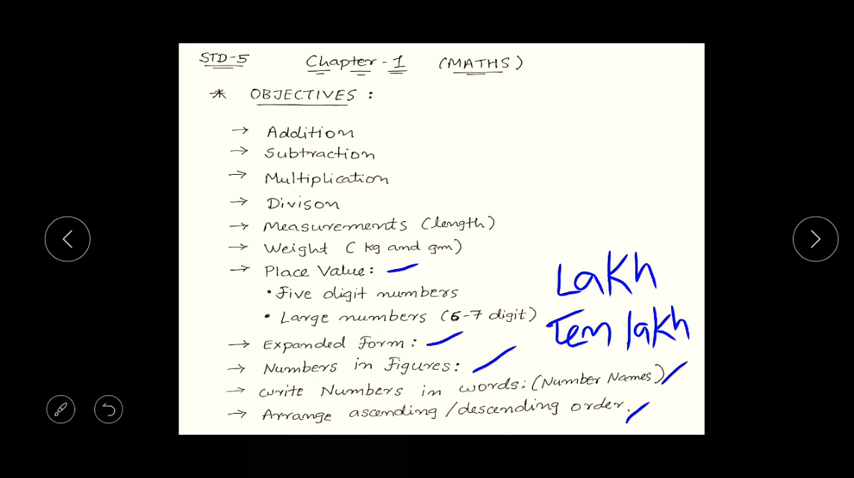 STD-5 Chapter-1 (MATHS)
* OBJECTIVES :
→ Addition
→ Subtraction
→ Multiplication
→ Divison
→ Measurements (length)
→ Weight ( kg and gm)
→ Place Value:
• Five digit numbers
• Large numbers (6-7 digit)
→ Expanded Form :
→ Numbers in Figures:
→ Write Numbers in words: (Number Names)
→ Arrange ascending/descending order.
Lakh
Ten lakh